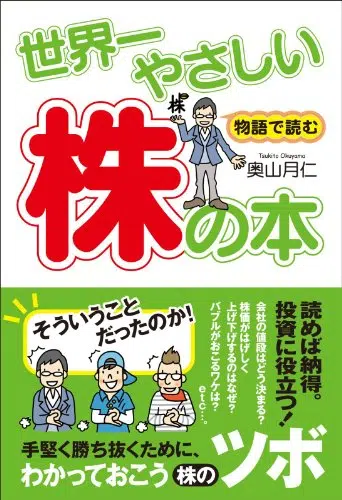 世界一
やさしい
株
物語で読む
Tsukito Okuyama
奥山月仁
株の本
読めば納得。
投資に役立つ！
会社の値段はどう決まる？
株価がはげしく
上げ下げするのはなぜ？
バブルがおこるワケは？
etc…。
そういうこと
だったのか！
手堅く勝ち抜くために、
わかっておこう株のツボ